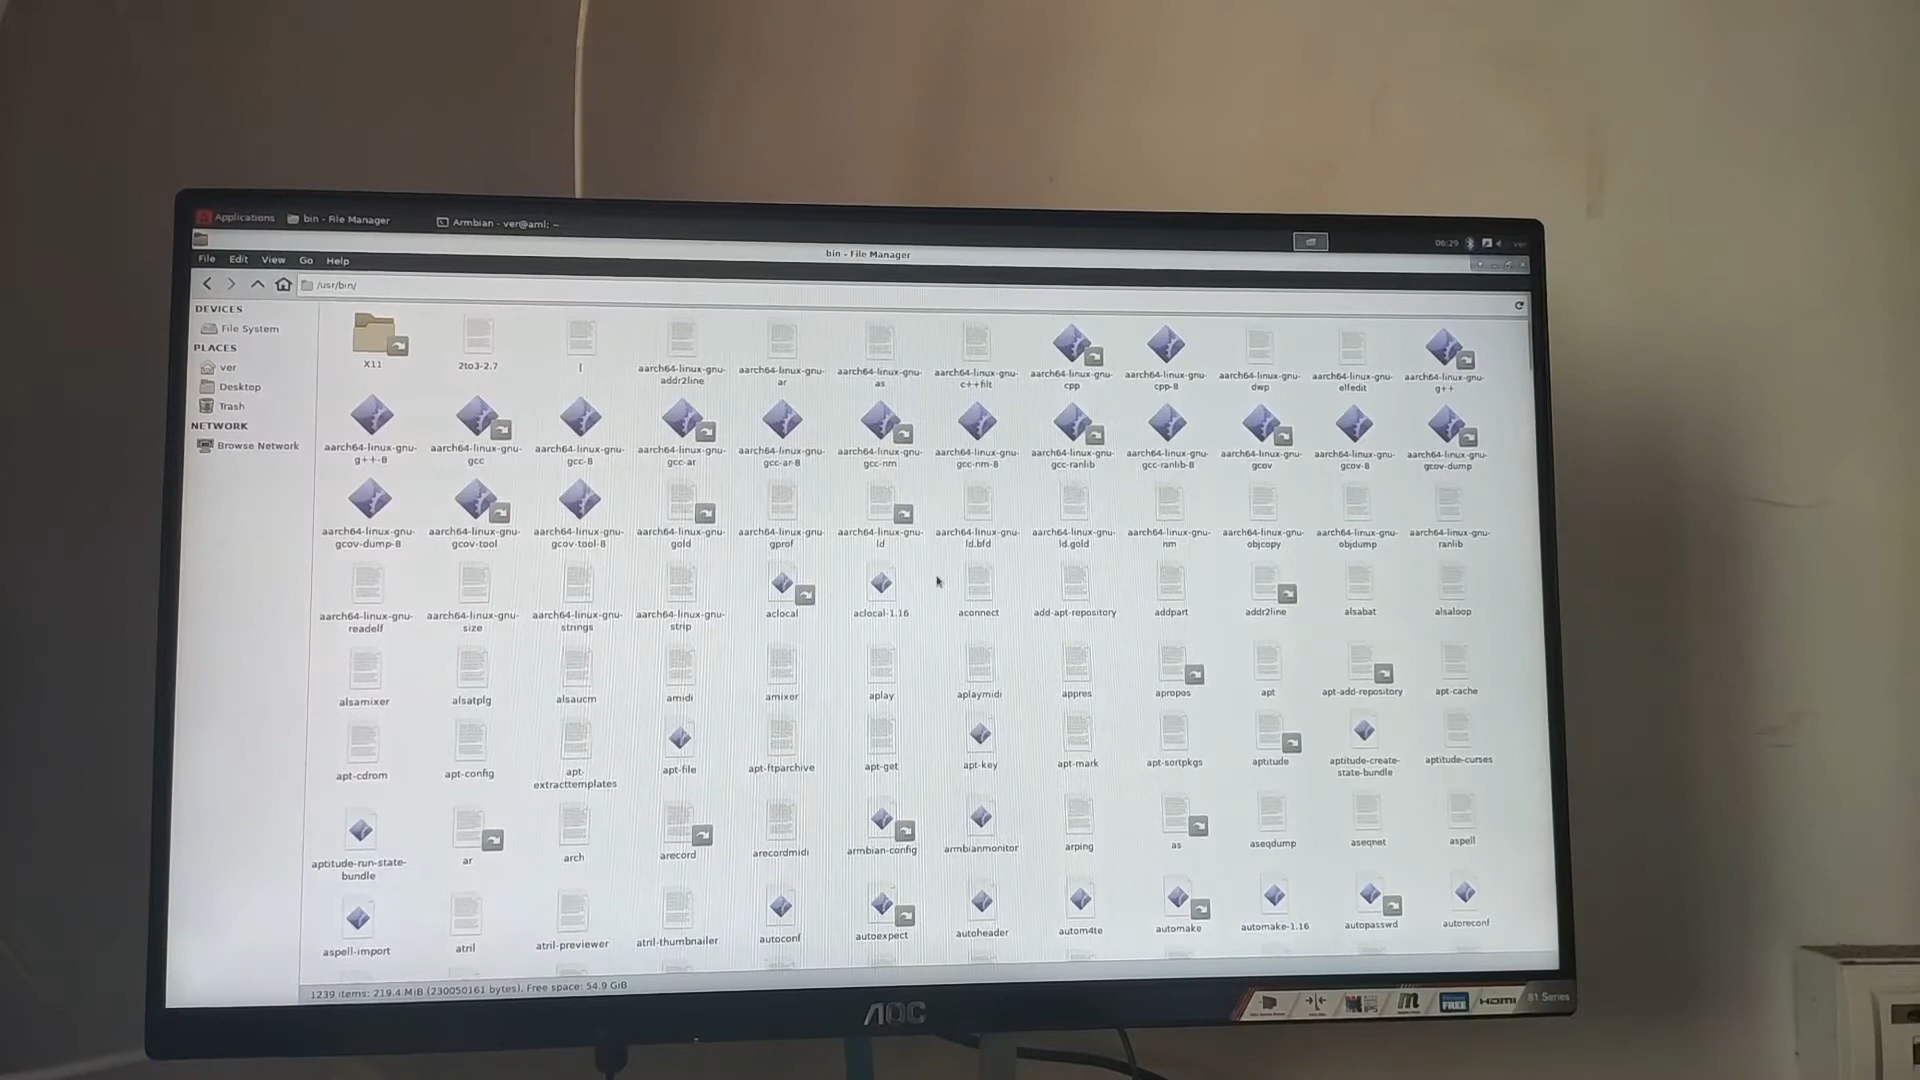 Applications
bin - File Manager
Armbian - ver@aml: ~
06:29
ver
bin - File Manager
File Edit View Go Help
/usr/bin/
DEVICES
File System
PLACES
ver
Desktop
Trash
NETWORK
Browse Network
X11
2to3-2.7
[
aarch64-linux-gnu-
addr2line
aarch64-linux-gnu-
ar
aarch64-linux-gnu-
as
aarch64-linux-gnu-
c++filt
aarch64-linux-gnu-
cpp
aarch64-linux-gnu-
cpp-8
aarch64-linux-gnu-
dwp
aarch64-linux-gnu-
elfedit
aarch64-linux-gnu-
g++
aarch64-linux-gnu-
g++-8
aarch64-linux-gnu-
gcc
aarch64-linux-gnu-
gcc-8
aarch64-linux-gnu-
gcc-ar
aarch64-linux-gnu-
gcc-ar-8
aarch64-linux-gnu-
gcc-nm
aarch64-linux-gnu-
gcc-nm-8
aarch64-linux-gnu-
gcc-ranlib
aarch64-linux-gnu-
gcc-ranlib-8
aarch64-linux-gnu-
gcov
aarch64-linux-gnu-
gcov-8
aarch64-linux-gnu-
gcov-dump
aarch64-linux-gnu-
gcov-dump-8
aarch64-linux-gnu-
gcov-tool
aarch64-linux-gnu-
gcov-tool-8
aarch64-linux-gnu-
gold
aarch64-linux-gnu-
gprof
aarch64-linux-gnu-
ld
aarch64-linux-gnu-
ld.bfd
aarch64-linux-gnu-
ld.gold
aarch64-linux-gnu-
nm
aarch64-linux-gnu-
objcopy
aarch64-linux-gnu-
objdump
aarch64-linux-gnu-
ranlib
aarch64-linux-gnu-
readelf
aarch64-linux-gnu-
size
aarch64-linux-gnu-
strings
aarch64-linux-gnu-
strip
aclocal
aclocal-1.16
aconnect
add-apt-repository
addpart
addr2line
alsabat
alsaloop
alsamixer
alsatplg
alsaucm
amidi
amixer
aplay
aplaymidi
appres
apropos
apt
apt-add-repository
apt-cache
apt-cdrom
apt-config
apt-
extracttemplates
apt-file
apt-ftparchive
apt-get
apt-key
apt-mark
apt-sortpkgs
aptitude
aptitude-create-
state-bundle
aptitude-curses
aptitude-run-state-
bundle
ar
arch
arecord
arecordmidi
armbian-config
armbianmonitor
arping
as
aseqdump
aseqnet
aspell
aspell-import
atril
atril-previewer
atril-thumbnailer
autoconf
autoexpect
autoheader
autom4te
automake
automake-1.16
autopasswd
autoreconf
1239 items: 219.4 MiB (230050161 bytes), Free space: 54.9 GiB
AOC
IPS
FREE
HDMI
81 Series